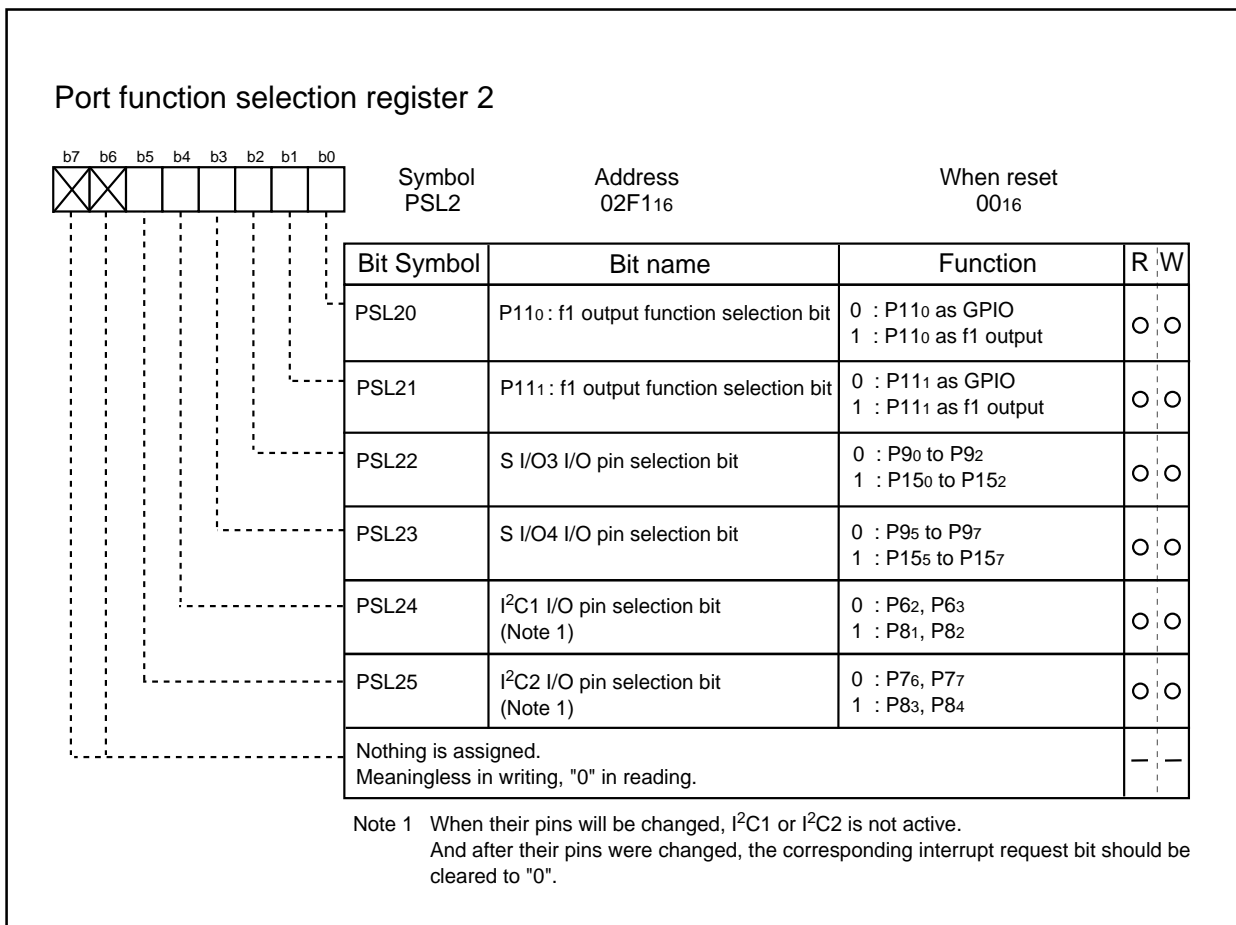 Port function selection register 2
b7 b6 b5 b4 b3 b2 b1 b0
Symbol Address When reset
PSL2 02F116 0016
Bit Symbol Bit name Function R W
PSL20 P110 : f1 output function selection bit 0 : P110 as GPIO
1 : P110 as f1 output
PSL21 P111 : f1 output function selection bit 0 : P111 as GPIO
1 : P111 as f1 output
PSL22 S I/O3 I/O pin selection bit 0 : P90 to P92
1 : P150 to P152
PSL23 S I/O4 I/O pin selection bit 0 : P95 to P97
1 : P155 to P157
PSL24 I2C1 I/O pin selection bit 0 : P62, P63
(Note 1) 1 : P81, P82
PSL25 I2C2 I/O pin selection bit 0 : P76, P77
(Note 1) 1 : P83, P84
Nothing is assigned.
Meaningless in writing, "0" in reading. – –
Note 1 When their pins will be changed, I2C1 or I2C2 is not active.
And after their pins were changed, the corresponding interrupt request bit should be
cleared to "0".